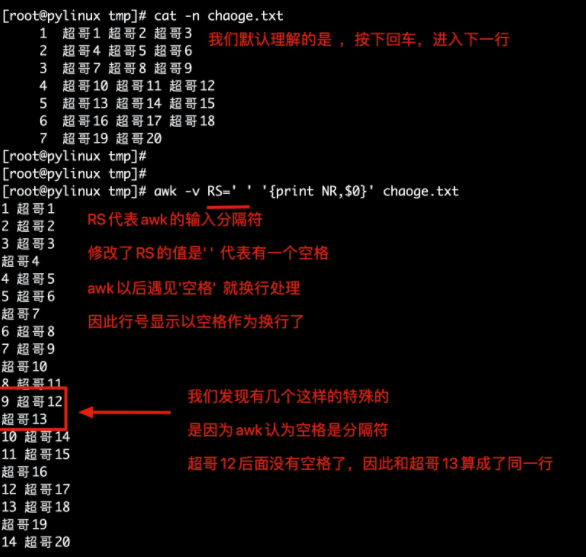 [root@pylinux tmp]# cat -n chaoge.txt
1 超哥1 超哥2 超哥3
我们默认理解的是 ，按下回车，进入下一行
2 超哥4 超哥5 超哥6
3 超哥7 超哥8 超哥9
4 超哥10 超哥11 超哥12
5 超哥13 超哥14 超哥15
6 超哥16 超哥17 超哥18
7 超哥19 超哥20
[root@pylinux tmp]#
[root@pylinux tmp]#
[root@pylinux tmp]# awk -v RS=' ' '{print NR,$0}' chaoge.txt
1 超哥1
RS代表awk的输入分隔符
2 超哥2
3 超哥3
修改了RS的值是' ' 代表有一个空格
超哥4
4 超哥5
awk以后遇见'空格' 就换行处理
5 超哥6
超哥7
因此行号显示以空格作为换行了
6 超哥8
7 超哥9
超哥10
8 超哥11
我们发现有几个这样的特殊的
9 超哥12
超哥13
是因为awk认为空格是分隔符
10 超哥14
11 超哥15
超哥12后面没有空格了，因此和超哥13算成了同一行
超哥16
12 超哥17
13 超哥18
超哥19
14 超哥20